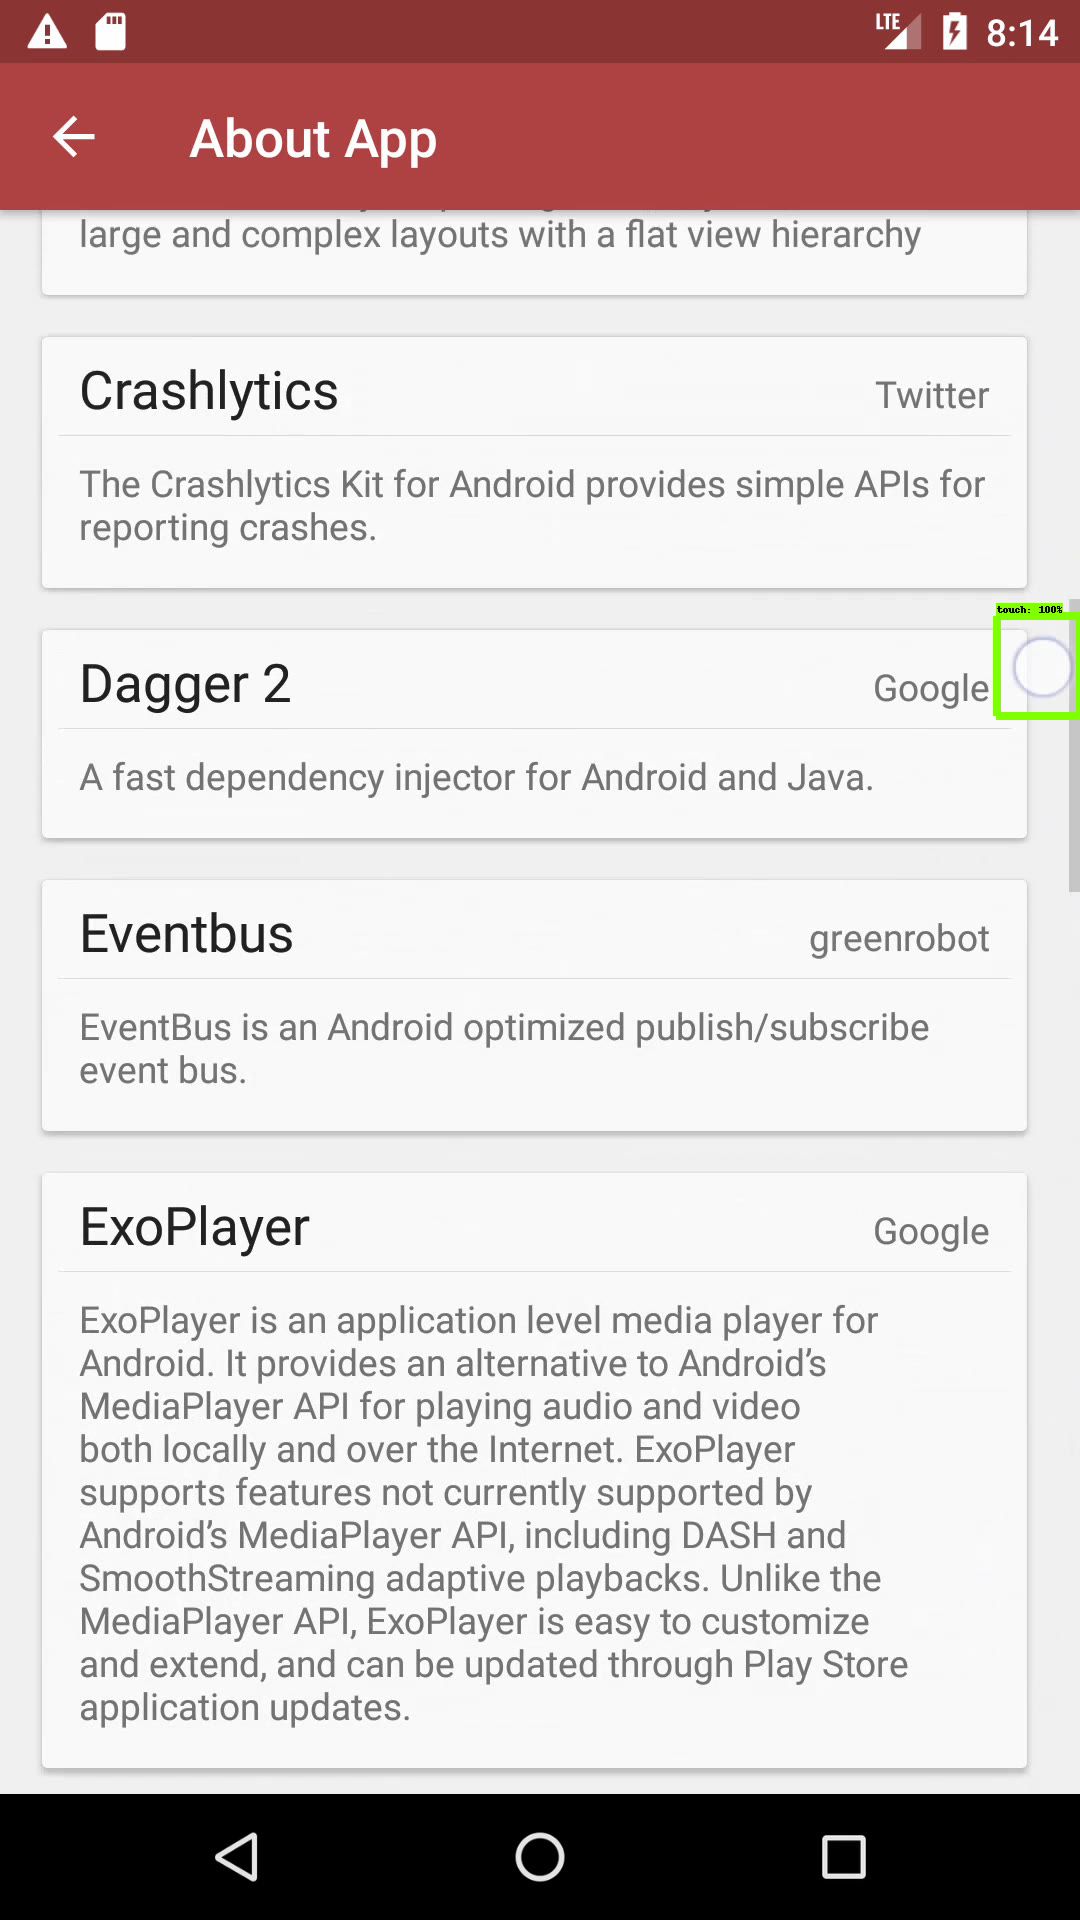 LTE 8:14
About App
large and complex layouts with a flat view hierarchy
Crashlytics Twitter
The Crashlytics Kit for Android provides simple APIs for
reporting crashes.
touch: 100%
Dagger 2 Google
A fast dependency injector for Android and Java.
Eventbus greenrobot
EventBus is an Android optimized publish/subscribe
event bus.
ExoPlayer Google
ExoPlayer is an application level media player for
Android. It provides an alternative to Android’s
MediaPlayer API for playing audio and video
both locally and over the Internet. ExoPlayer
supports features not currently supported by
Android’s MediaPlayer API, including DASH and
SmoothStreaming adaptive playbacks. Unlike the
MediaPlayer API, ExoPlayer is easy to customize
and extend, and can be updated through Play Store
application updates.